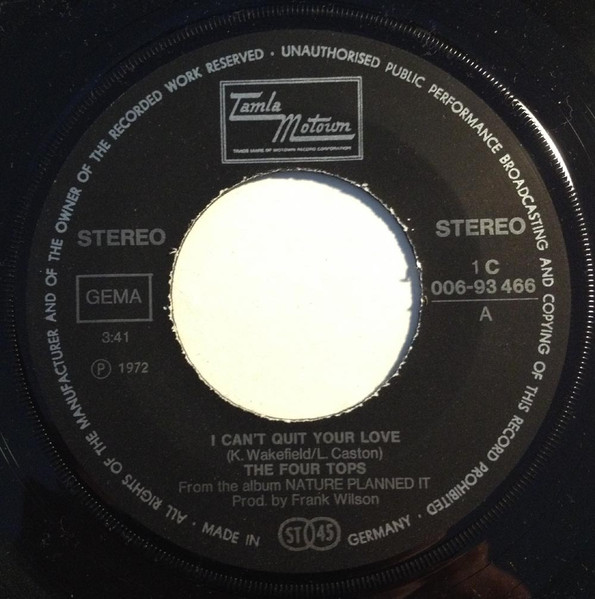 ALL RIGHTS OF THE MANUFACTURER AND OF THE OWNER OF THE RECORDED WORK RESERVED · UNAUTHORISED PUBLIC PERFORMANCE BROADCASTING AND COPYING OF THIS RECORD PROHIBITED ·
Tamla
Motown
TRADE MARK OF MOTOWN RECORD CORPORATION
STEREO
GEMA
3:41
Ⓟ 1972
STEREO
1 C
006-93 466
A
I CAN'T QUIT YOUR LOVE
(K. Wakefield/L. Caston)
THE FOUR TOPS
From the album NATURE PLANNED IT
Prod. by Frank Wilson
MADE IN ST 45 GERMANY